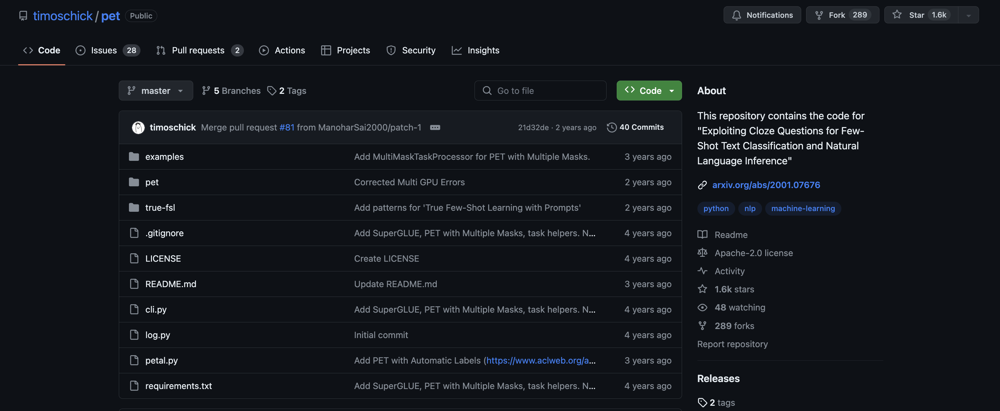 timoschick / pet Public
Notifications Fork 289 Star 1.6k
Code Issues 28 Pull requests 2 Actions Projects Security Insights
master 5 Branches 2 Tags Go to file Code
timoschick Merge pull request #81 from ManoharSai2000/patch-1 21d32de · 2 years ago 40 Commits
examples Add MultiMaskTaskProcessor for PET with Multiple Masks. 3 years ago
pet Corrected Multi GPU Errors 2 years ago
true-fsl Add patterns for 'True Few-Shot Learning with Prompts' 2 years ago
.gitignore Add SuperGLUE, PET with Multiple Masks, task helpers. N... 4 years ago
LICENSE Create LICENSE 4 years ago
README.md Update README.md 3 years ago
cli.py Add SuperGLUE, PET with Multiple Masks, task helpers. N... 4 years ago
log.py Initial commit 4 years ago
petal.py Add PET with Automatic Labels (https://www.aclweb.org/a... 3 years ago
requirements.txt Add SuperGLUE, PET with Multiple Masks, task helpers. N... 4 years ago
About
This repository contains the code for
"Exploiting Cloze Questions for Few-
Shot Text Classification and Natural
Language Inference"
arxiv.org/abs/2001.07676
python nlp machine-learning
Readme
Apache-2.0 license
Activity
1.6k stars
48 watching
289 forks
Report repository
Releases
2 tags